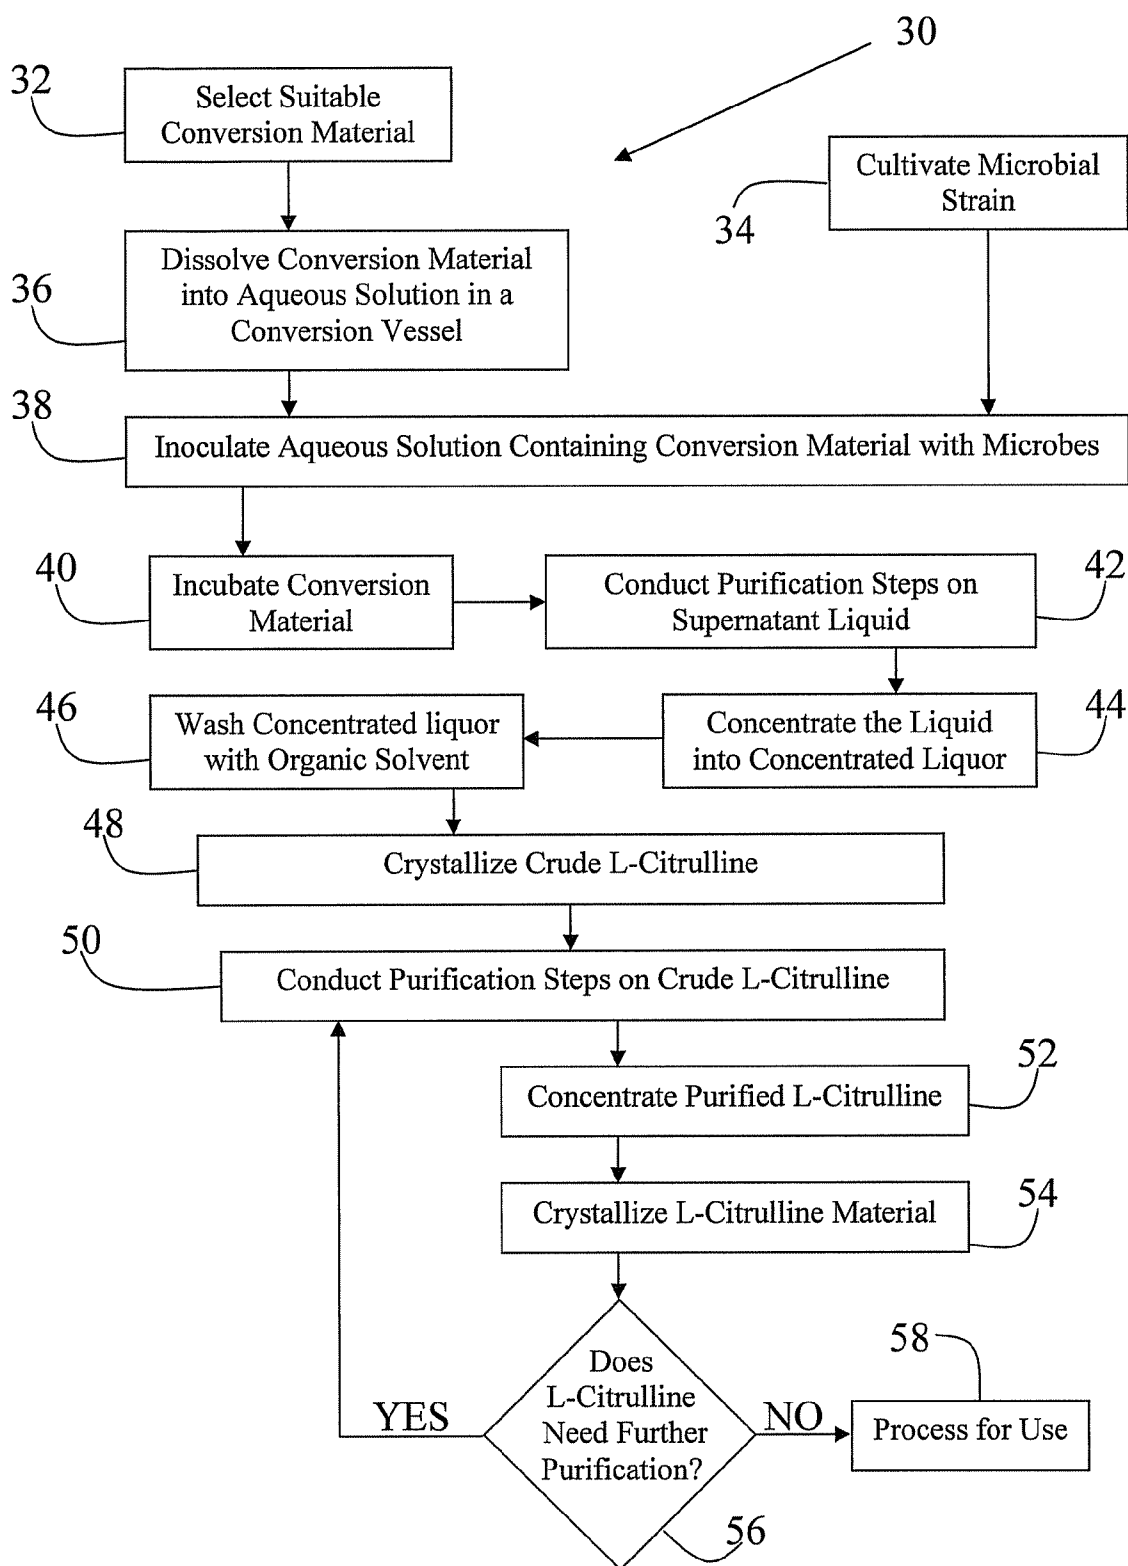 30
32
Select Suitable
Conversion Material
Cultivate Microbial
Strain
34
Dissolve Conversion Material
into Aqueous Solution in a
Conversion Vessel
36
38
Inoculate Aqueous Solution Containing Conversion Material with Microbes
40
Incubate Conversion
Material
Conduct Purification Steps on
Supernatant Liquid
42
46
Wash Concentrated liquor
with Organic Solvent
Concentrate the Liquid
into Concentrated Liquor
44
48
Crystallize Crude L-Citrulline
50
Conduct Purification Steps on Crude L-Citrulline
52
Concentrate Purified L-Citrulline
54
Crystallize L-Citrulline Material
Does
L-Citrulline
Need Further
Purification?
YES
NO
58
Process for Use
56